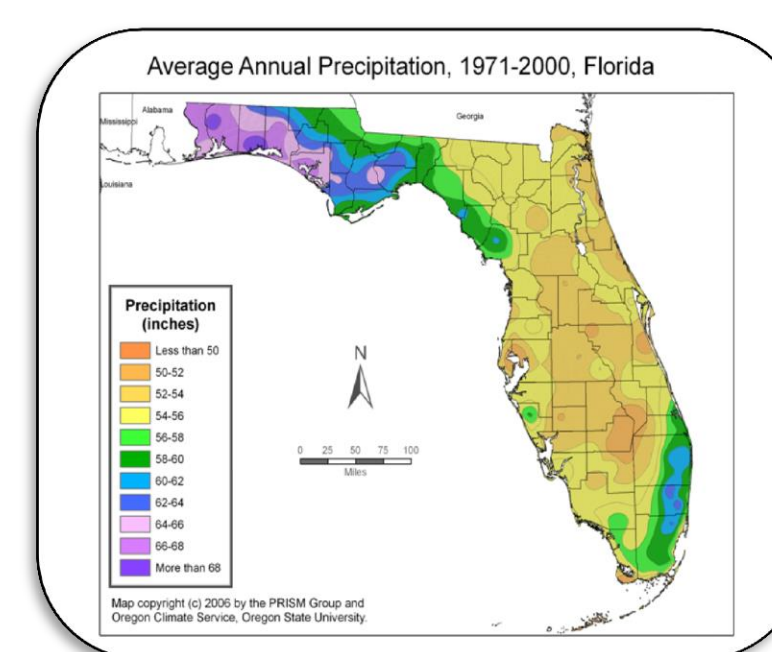 Average Annual Precipitation, 1971-2000, Florida
Mississippi
Alabama
Georgia
Louisiana
Precipitation
(inches)
Less than 50
50-52
52-54
54-56
56-58
58-60
60-62
62-64
64-66
66-68
More than 68
N
0 25 50 75 100
Miles
Map copyright (c) 2006 by the PRISM Group and
Oregon Climate Service, Oregon State University.